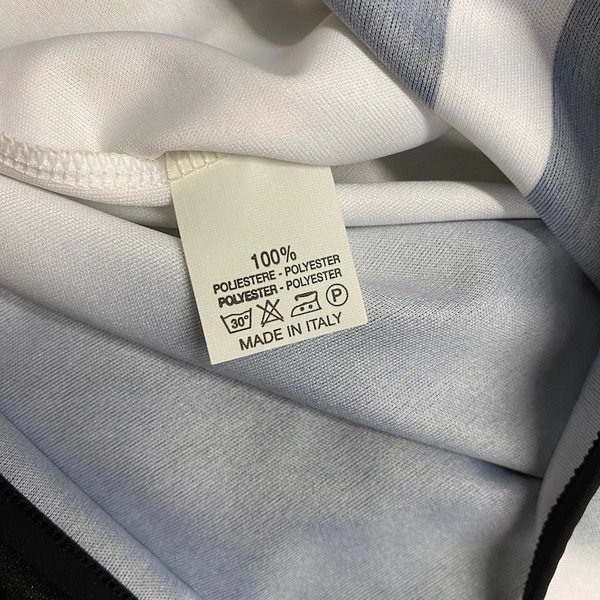 100%
POLIESTERE - POLYESTER
POLYESTER - POLYESTER
30° P
MADE IN ITALY